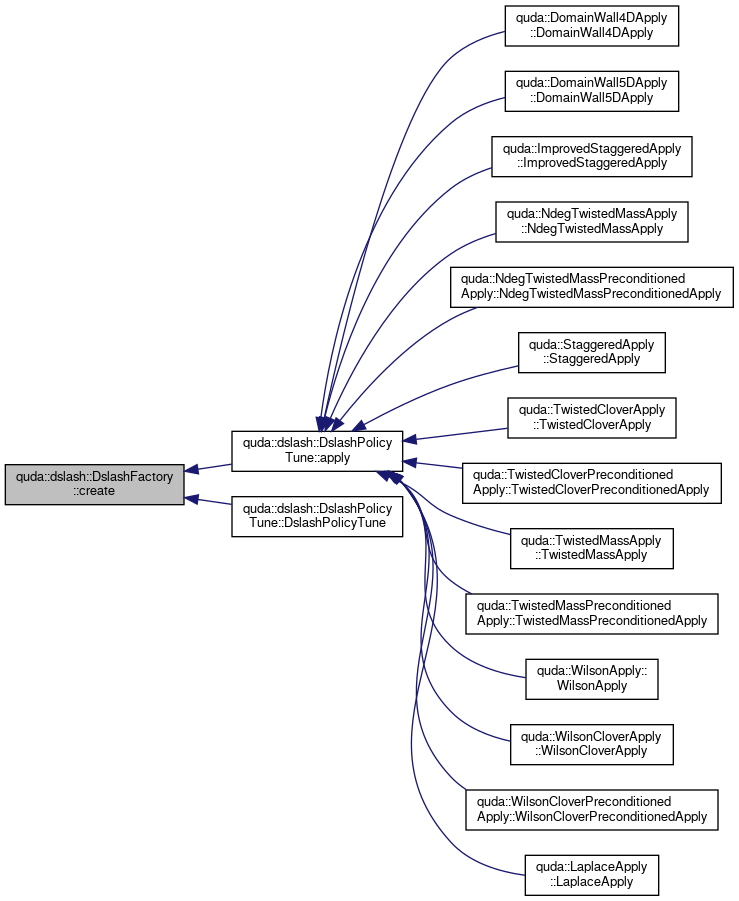 quda::DomainWall4DApply
::DomainWall4DApply
quda::DomainWall5DApply
::DomainWall5DApply
quda::ImprovedStaggeredApply
::ImprovedStaggeredApply
quda::NdegTwistedMassApply
::NdegTwistedMassApply
quda::NdegTwistedMassPreconditioned
Apply::NdegTwistedMassPreconditionedApply
quda::StaggeredApply
::StaggeredApply
quda::TwistedCloverApply
::TwistedCloverApply
quda::dslash::DslashPolicy
Tune::apply
quda::dslash::DslashFactory
::create
quda::TwistedCloverPreconditioned
Apply::TwistedCloverPreconditionedApply
quda::dslash::DslashPolicy
Tune::DslashPolicyTune
quda::TwistedMassApply
::TwistedMassApply
quda::TwistedMassPreconditioned
Apply::TwistedMassPreconditionedApply
quda::WilsonApply::
WilsonApply
quda::WilsonCloverApply
::WilsonCloverApply
quda::WilsonCloverPreconditioned
Apply::WilsonCloverPreconditionedApply
quda::LaplaceApply
::LaplaceApply